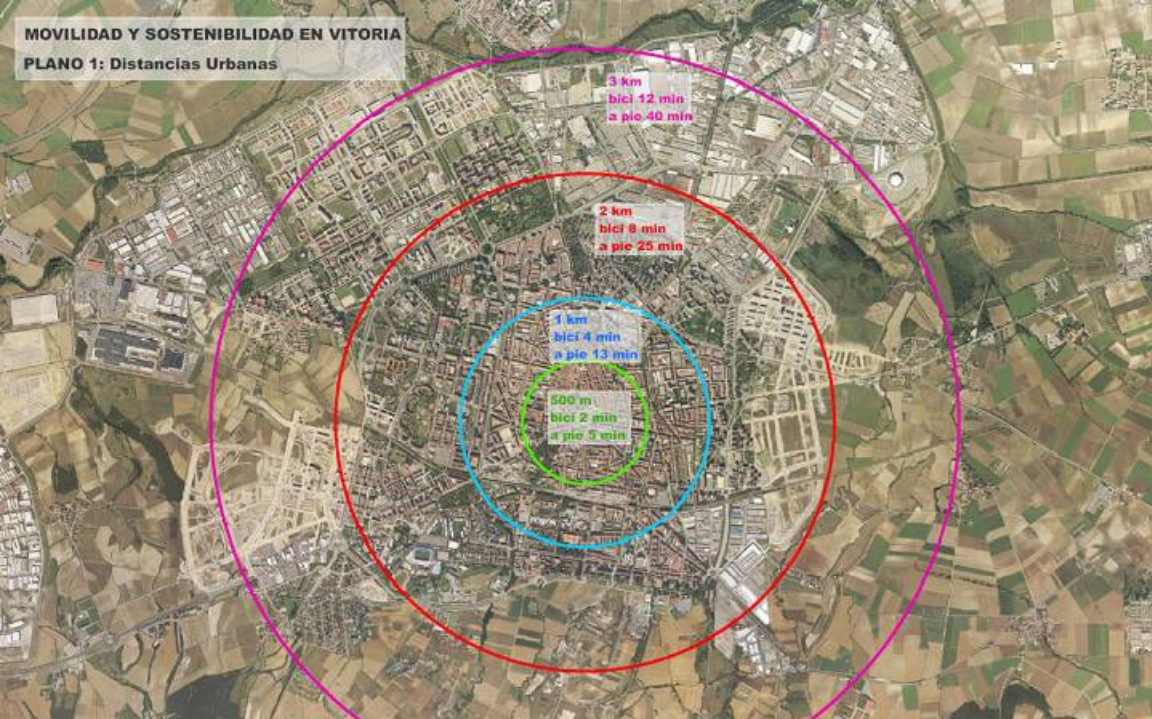 MOVILIDAD Y SOSTENIBILIDAD EN VITORIA
PLANO 1: Distancias Urbanas
3 km
bici 12 min
a pie 40 min
2 km
bici 8 min
a pie 25 min
1 km
bici 4 min
a pie 13 min
500 m
bici 2 min
a pie 5 min